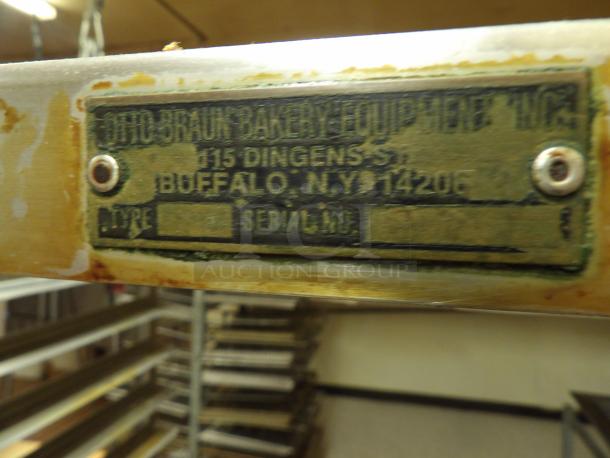 OTTO BRAUN BAKERY EQUIPMENT INC.
115 DINGENS ST
BUFFALO, N.Y. 14206
TYPE SERIAL NO.
AUCTION GROUP